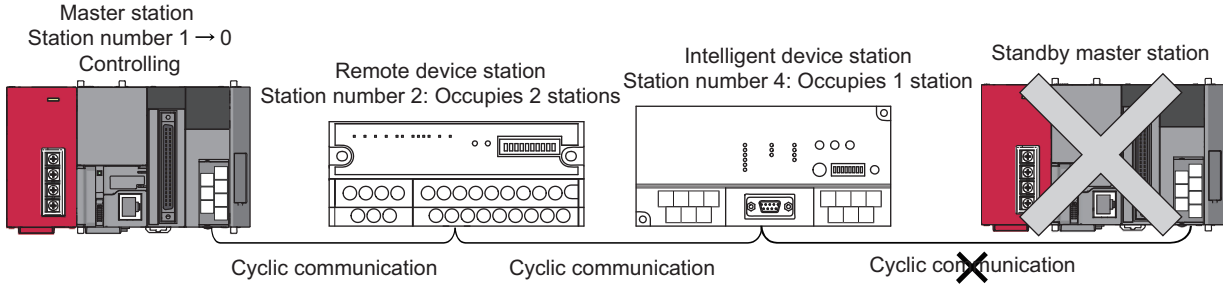 Master station
Station number 1 → 0
Controlling
Remote device station
Station number 2: Occupies 2 stations
Intelligent device station
Station number 4: Occupies 1 station
Standby master station
Cyclic communication
Cyclic communication
Cyclic communication